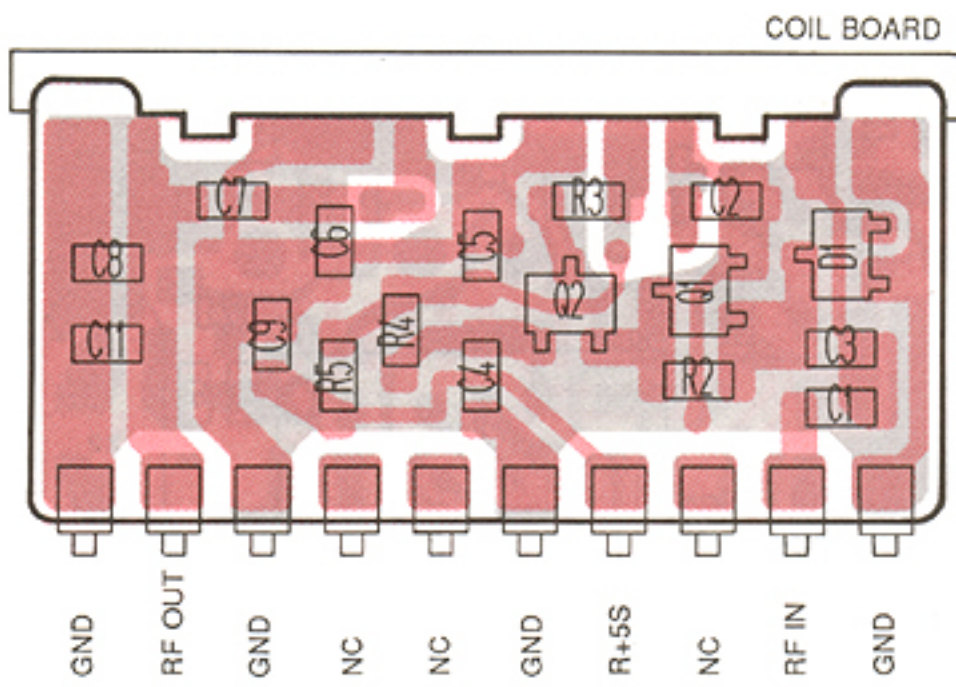 COIL BOARD
C7
R3
C2
C6
C5
D1
C8
Q2
Q1
C9
R4
C11
C3
R5
C4
R2
C1
GND
RF OUT
GND
NC
NC
GND
R+5S
NC
RF IN
GND